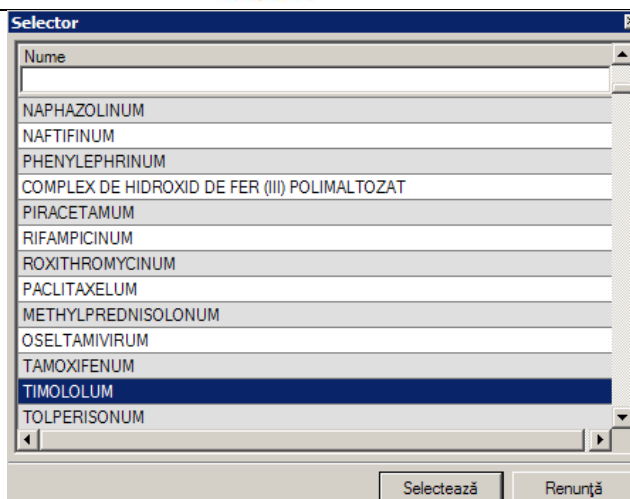 Selector
Nume
NAPHAZOLINUM
NAFTIFINUM
PHENYLEPHRINUM
COMPLEX DE HIDROXID DE FER (III) POLIMALTOZAT
PIRACETAMUM
RIFAMPICINUM
ROXITHROMYCINUM
PACLITAXELUM
METHYLPREDNISOLONUM
OSELTAMIVIRUM
TAMOXIFENUM
TIMOLOLUM
TOLPERISONUM
Selectează Renunţă